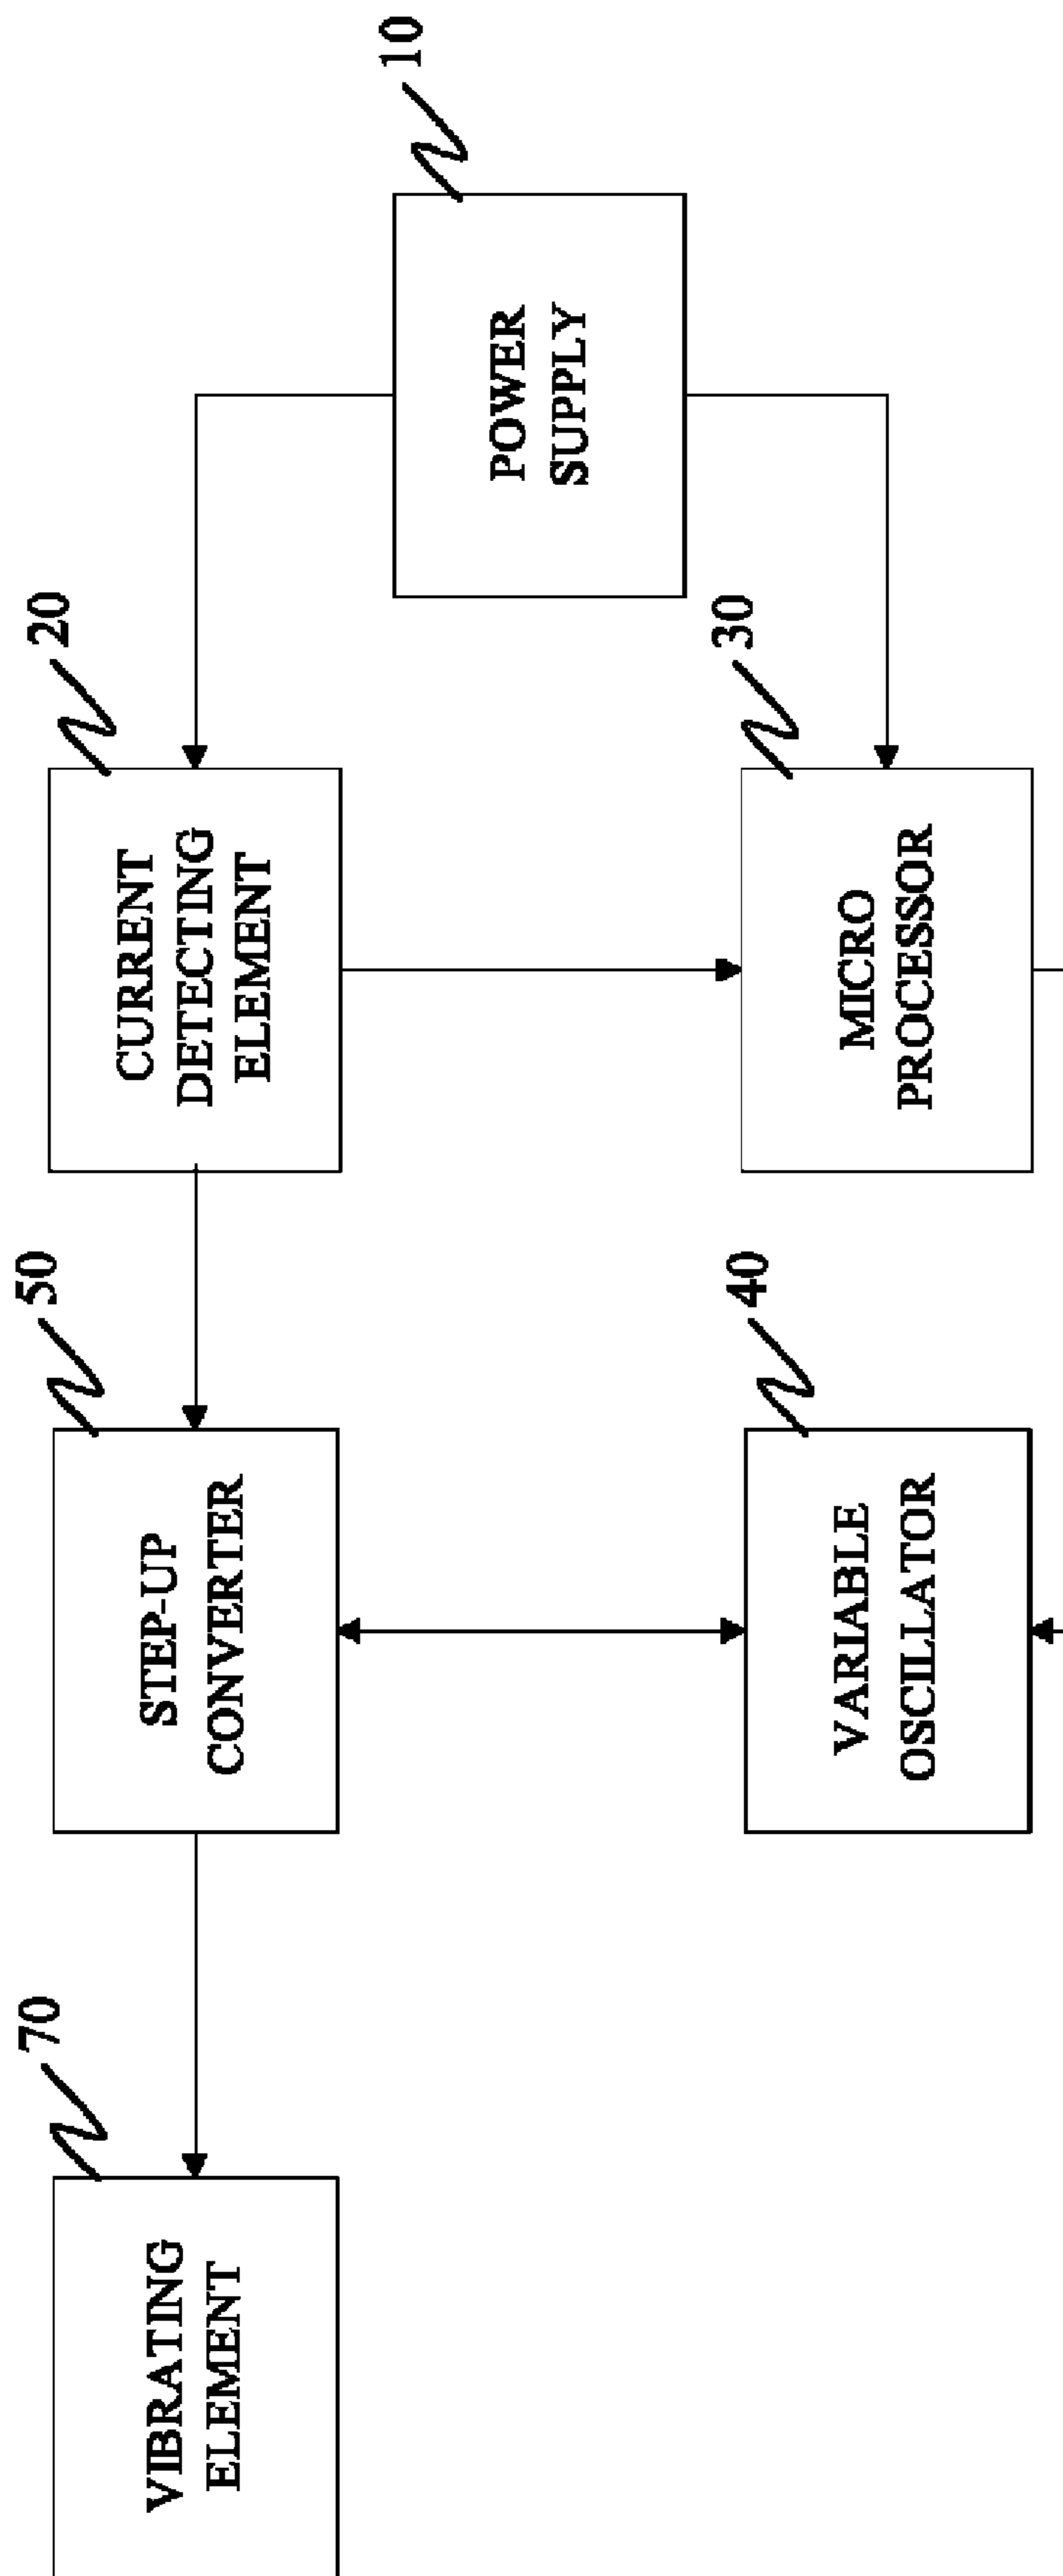 10
POWER
SUPPLY
20
CURRENT
DETECTING
ELEMENT
30
MICRO
PROCESSOR
50
STEP-UP
CONVERTER
40
VARIABLE
OSCILLATOR
70
VIBRATING
ELEMENT